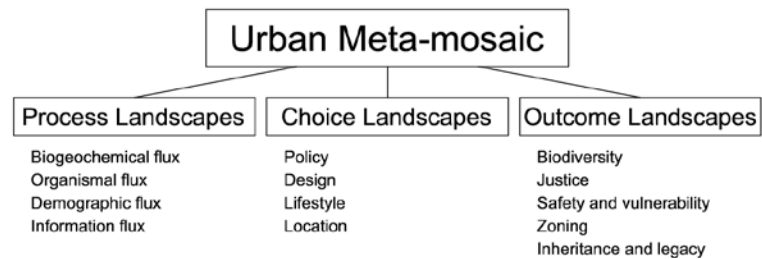 Urban Meta-mosaic
Process Landscapes
Biogeochemical flux
Organismal flux
Demographic flux
Information flux
Choice Landscapes
Policy
Design
Lifestyle
Location
Outcome Landscapes
Biodiversity
Justice
Safety and vulnerability
Zoning
Inheritance and legacy